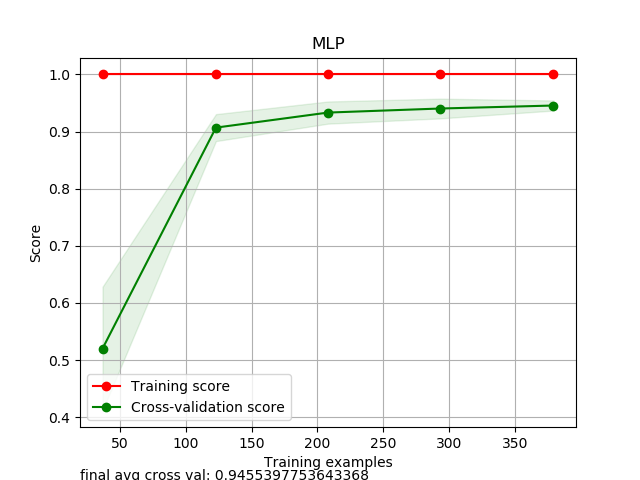 MLP
Score
1.0
0.9
0.8
0.7
0.6
0.5
0.4
Training score
Cross-validation score
50 100 150 200 250 300 350
Training examples
final avg cross val: 0.9455397753643368